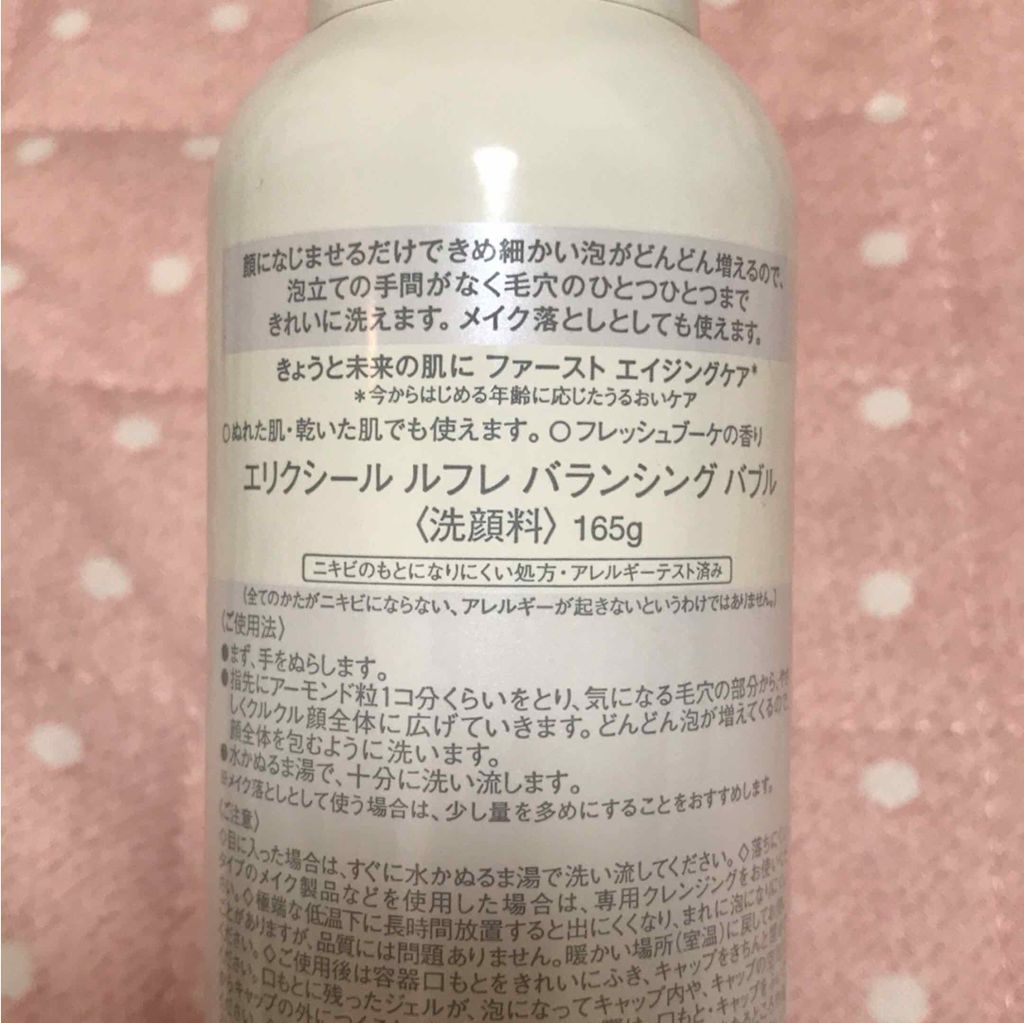 顔になじませるだけできめ細かい泡がどんどん増えるので、
泡立ての手間がなく毛穴のひとつひとつまで
きれいに洗えます。メイク落としとしても使えます。
きょうと未来の肌に ファースト エイジングケア*
*今からはじめる年齢に応じたうるおいケア
○ぬれた肌・乾いた肌でも使えます。○フレッシュブーケの香り
エリクシール ルフレ バランシング バブル
〈洗顔料〉165g
ニキビのもとになりにくい処方・アレルギーテスト済み
(全てのかたがニキビにならない、アレルギーが起きないというわけではありません。)
〈ご使用法〉
●まず、手をぬらします。
●指先にアーモンド粒1コ分くらいをとり、気になる毛穴の部分から、
しくクルクル顔全体に広げていきます。どんどん泡が増えてくるので、
顔全体を包むように洗います。
●水かぬるま湯で、十分に洗い流します。
※メイク落としとして使う場合は、少し量を多めにすることをおすすめします。
〈ご注意〉
◇目に入った場合は、すぐに水かぬるま湯で洗い流してください。◇落ちに
タイプのメイク製品などを使用した場合は、専用クレンジングをお使い
い。◇極端な低温下に長時間放置すると出にくくなり、まれに泡になりに
ことがありますが、品質には問題ありません。暖かい場所(室温)に戻して
ください。◇ご使用後は容器口もとをきれいにふき、キャップをきちんと
さい。口もとに残ったジェルが、泡になってキャップ内や、キャップの
キャップの外に